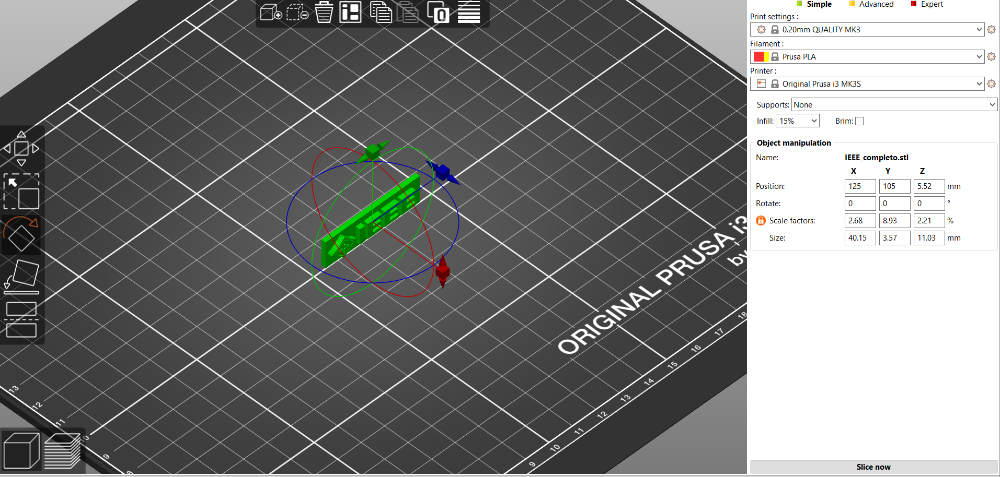 Simple Advanced Expert
Print settings :
0.20mm QUALITY MK3
Filament :
Prusa PLA
Printer :
Original Prusa i3 MK3S
Supports: None
Infill: 15% Brim:
Object manipulation
Name: IEEE_completo.stl
X Y Z
Position: 125 105 5.52 mm
Rotate: 0 0 0 °
Scale factors: 2.68 8.93 2.21 %
Size: 40.15 3.57 11.03 mm
Slice now
0
IEEE
ORIGINAL PRUSA i3
by
18
17
16
15
14
13
12
11
10
9
13
12
11
10
9
8